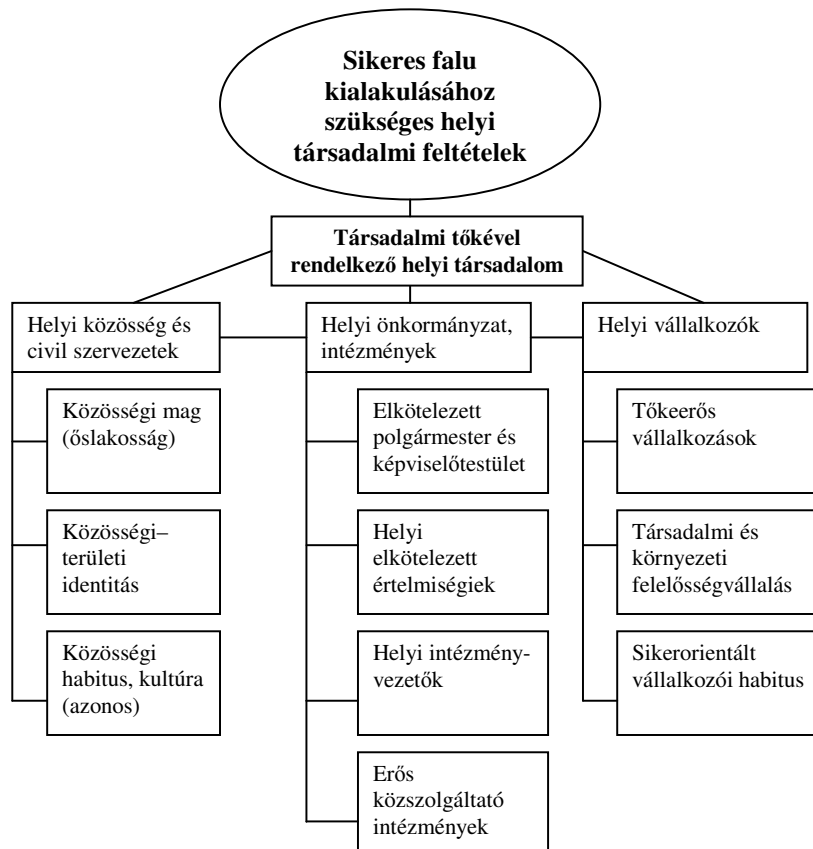 Sikeres falu
kialakulásához
szükséges helyi
társadalmi feltételek
Társadalmi tőkével
rendelkező helyi társadalom
Helyi közösség és
civil szervezetek
Közösségi mag
(őslakosság)
Közösségi–
területi
identitás
Közösségi
habitus, kultúra
(azonos)
Helyi önkormányzat,
intézmények
Elkötelezett
polgármester és
képviselőtestület
Helyi
elkötelezett
értelmiségiek
Helyi intézmény-
vezetők
Erős
közszolgáltató
intézmények
Helyi vállalkozók
Tőkeerős
vállalkozások
Társadalmi és
környezeti
felelősségvállalás
Sikerorientált
vállalkozói habitus